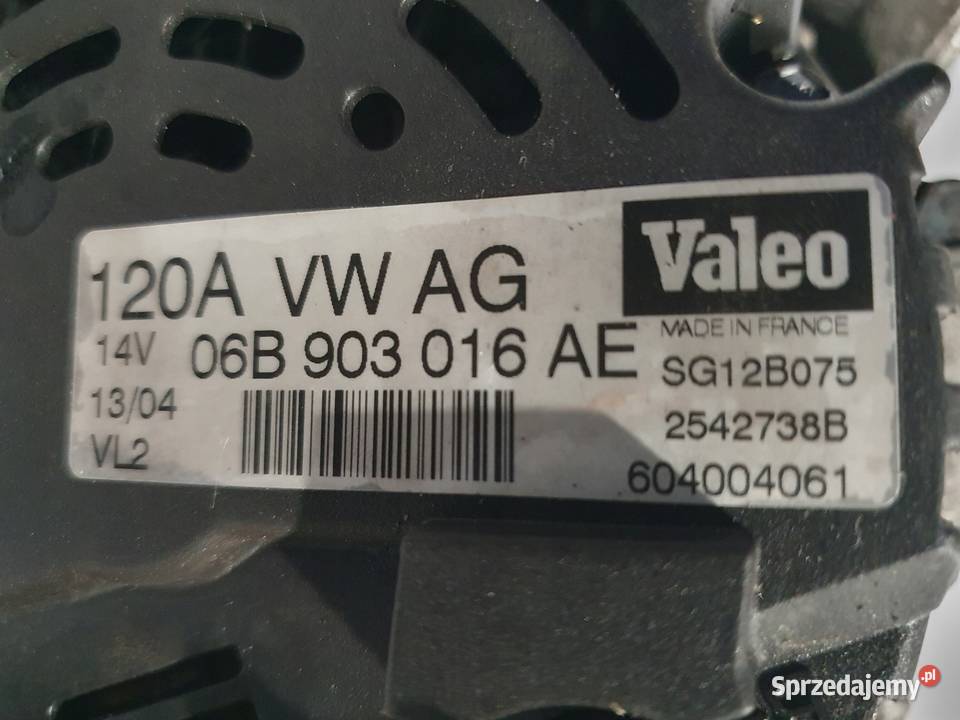 120A VW AG
14V 06B 903 016 AE
13/04
VL2
Valeo
MADE IN FRANCE
SG12B075
2542738B
604004061
Sprzedajemy.pl